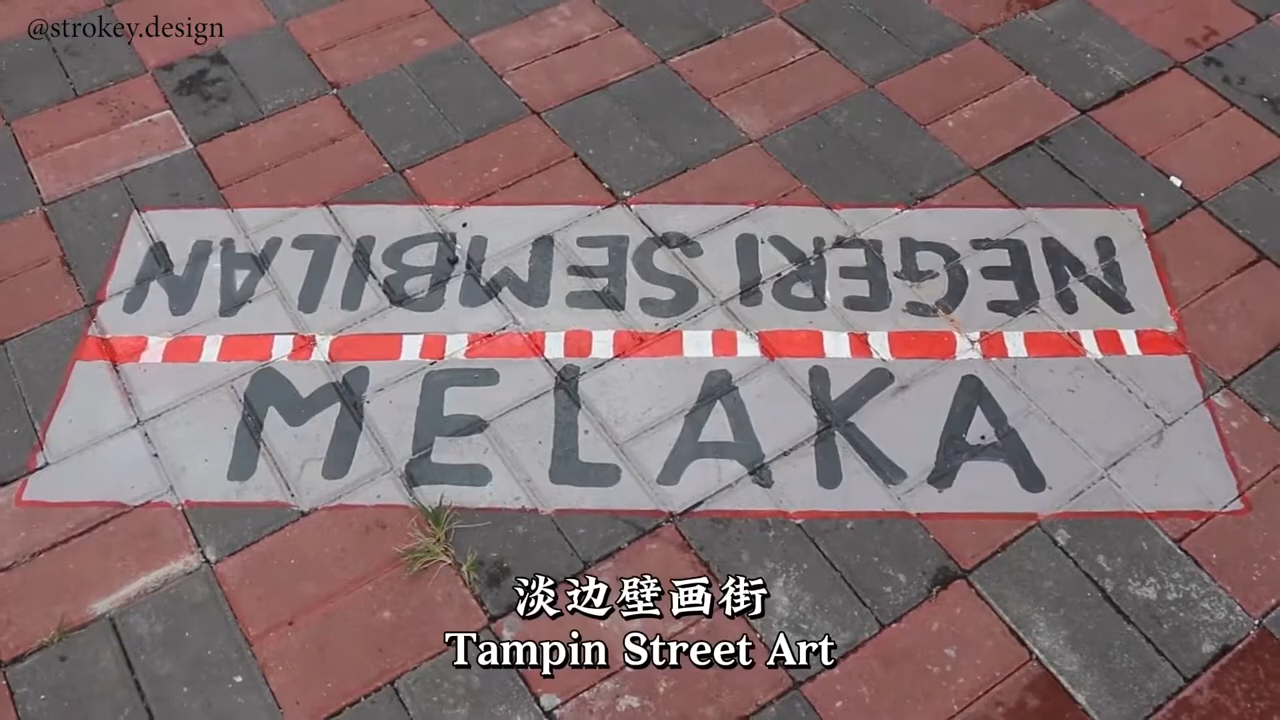 @strokey.design
NEGERI SEMBILAN
MELAKA
淡边壁画街
Tampin Street Art